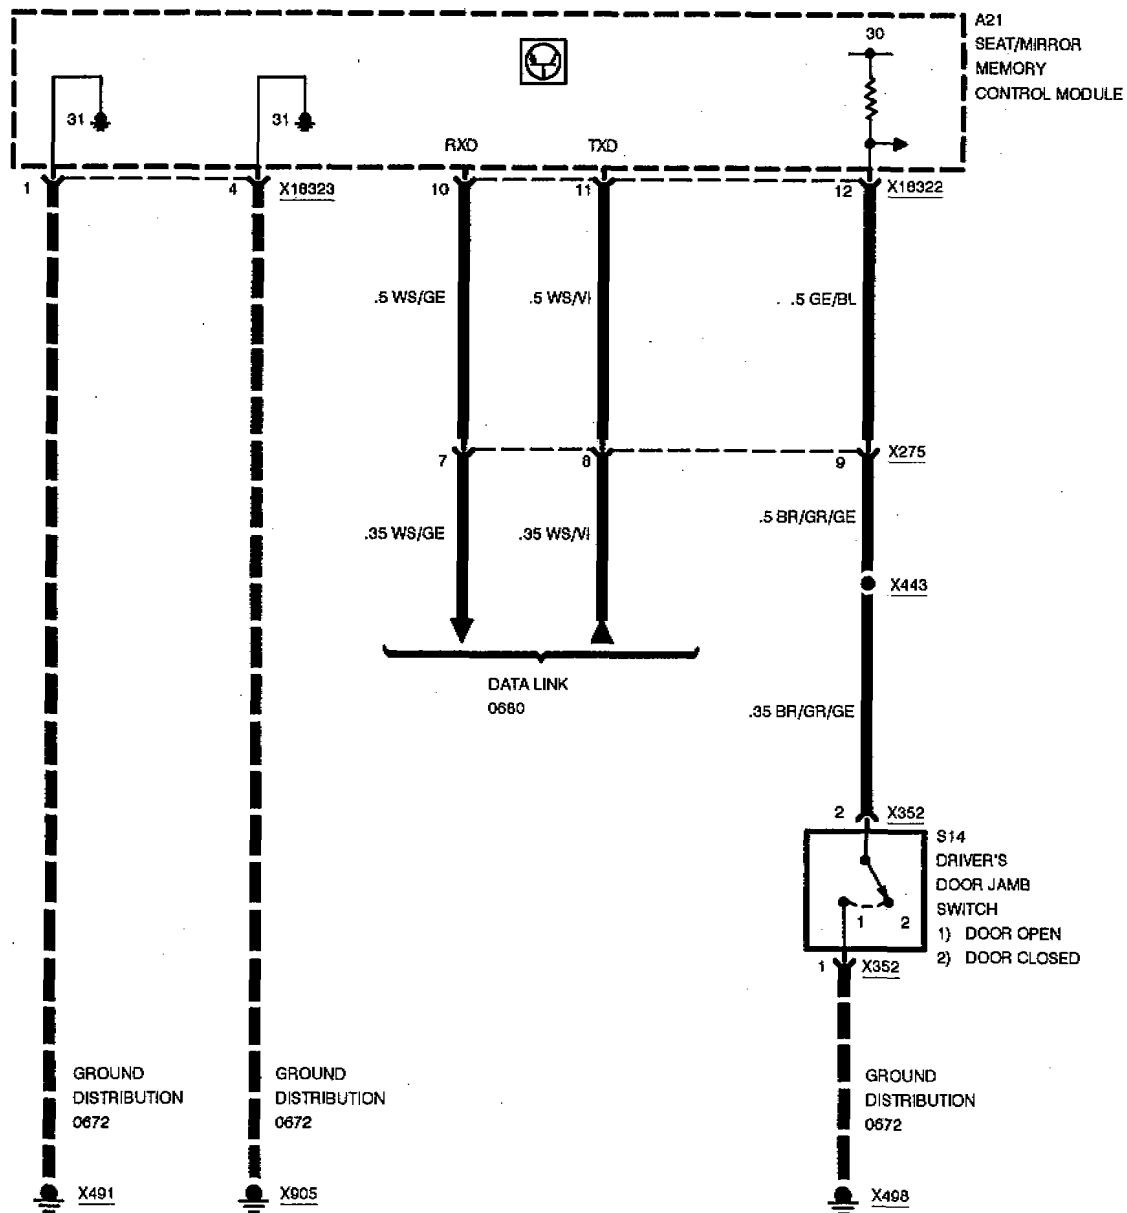 A21
SEAT/MIRROR
MEMORY
CONTROL MODULE
30
31
31
RXD
TXD
1
4
X18323
10
11
12
X18322
.5 WS/GE
.5 WS/VI
.5 GE/BL
7
8
9
X275
.35 WS/GE
.35 WS/VI
.5 BR/GR/GE
X443
DATA LINK
0680
.35 BR/GR/GE
2
X352
S14
DRIVER'S
DOOR JAMB
SWITCH
1) DOOR OPEN
2) DOOR CLOSED
1
2
1
X352
GROUND
DISTRIBUTION
0672
GROUND
DISTRIBUTION
0672
GROUND
DISTRIBUTION
0672
X491
X905
X498